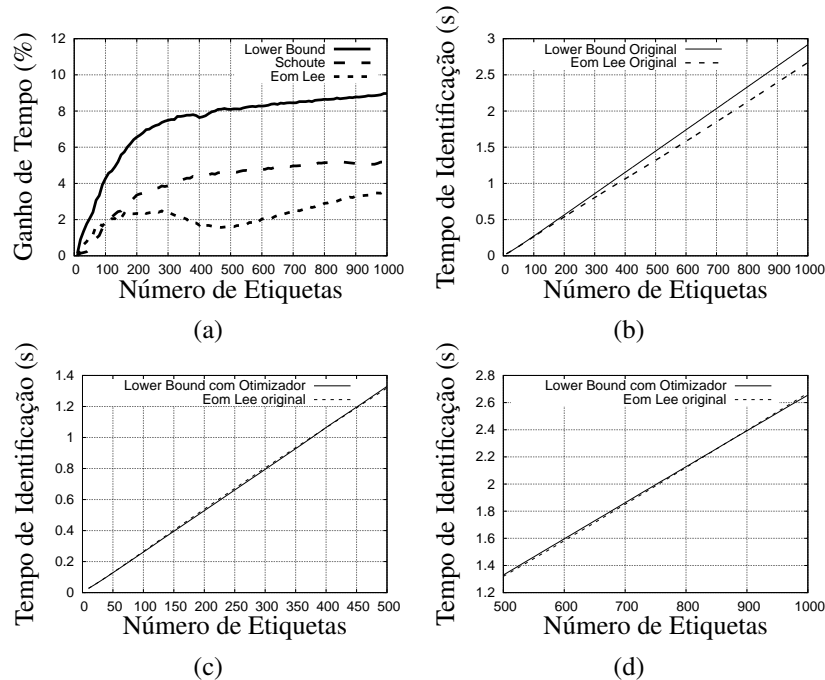 Ganho de Tempo (%)
12
10
8
6
4
2
0
Lower Bound
Schoute
Eom Lee
0 100 200 300 400 500 600 700 800 900 1000
Número de Etiquetas
(a)
Tempo de Identificação (s)
3
2.5
2
1.5
1
0.5
0
Lower Bound Original
Eom Lee Original
0 100 200 300 400 500 600 700 800 900 1000
Número de Etiquetas
(b)
Tempo de Identificação (s)
1.4
1.2
1
0.8
0.6
0.4
0.2
0
Lower Bound com Otimizador
Eom Lee original
50 100 150 200 250 300 350 400 450 500
Número de Etiquetas
(c)
Tempo de Identificação (s)
2.8
2.6
2.4
2.2
2
1.8
1.6
1.4
1.2
Lower Bound com Otimizador
Eom Lee original
500 600 700 800 900 1000
Número de Etiquetas
(d)